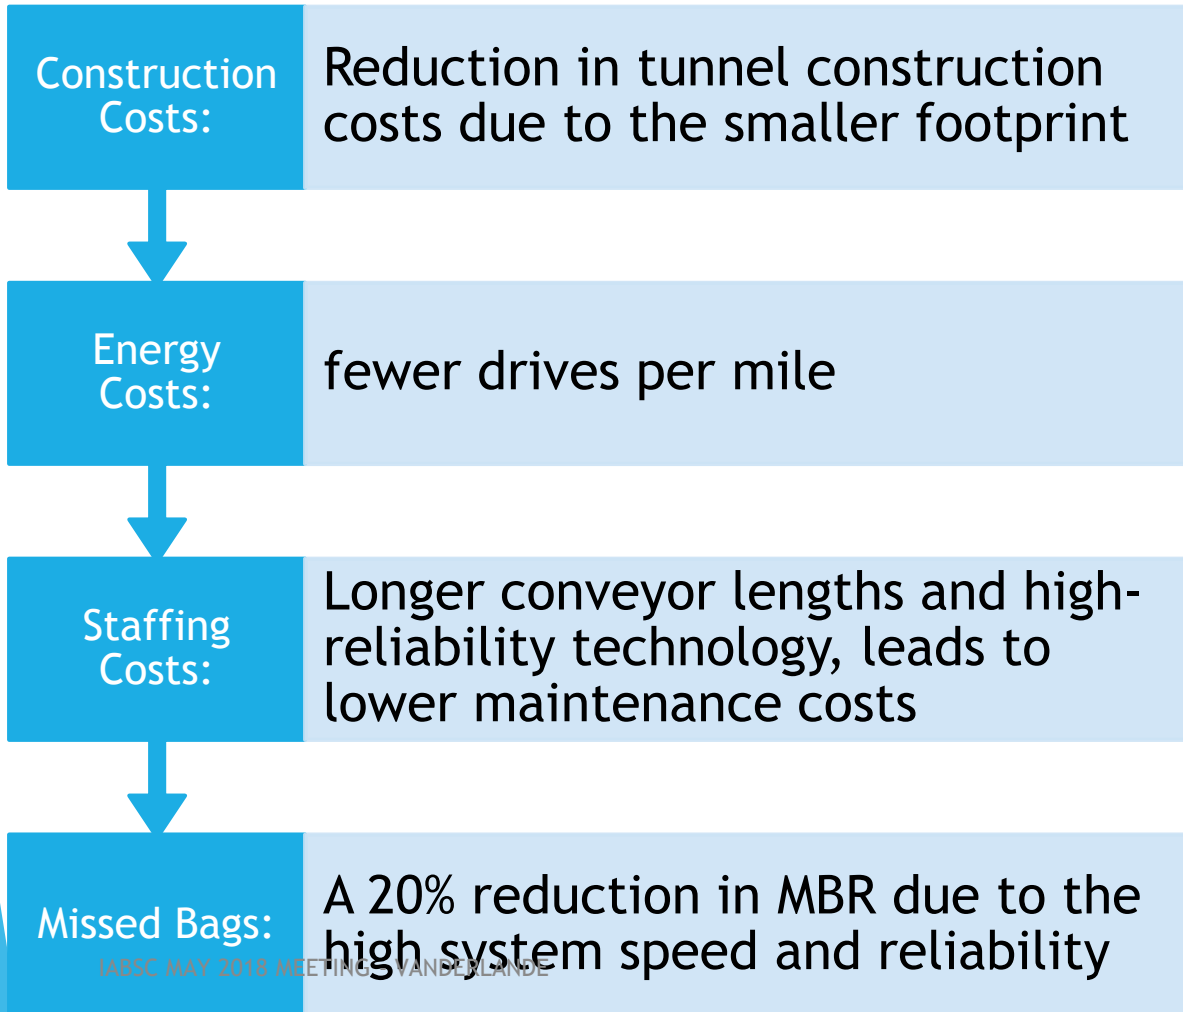 Construction
Costs:
Reduction in tunnel construction
costs due to the smaller footprint
Energy
Costs:
fewer drives per mile
Staffing
Costs:
Longer conveyor lengths and high-
reliability technology, leads to
lower maintenance costs
Missed Bags:
A 20% reduction in MBR due to the
high system speed and reliability
IABSC MAY 2018 MEETING - VANDERLANDE